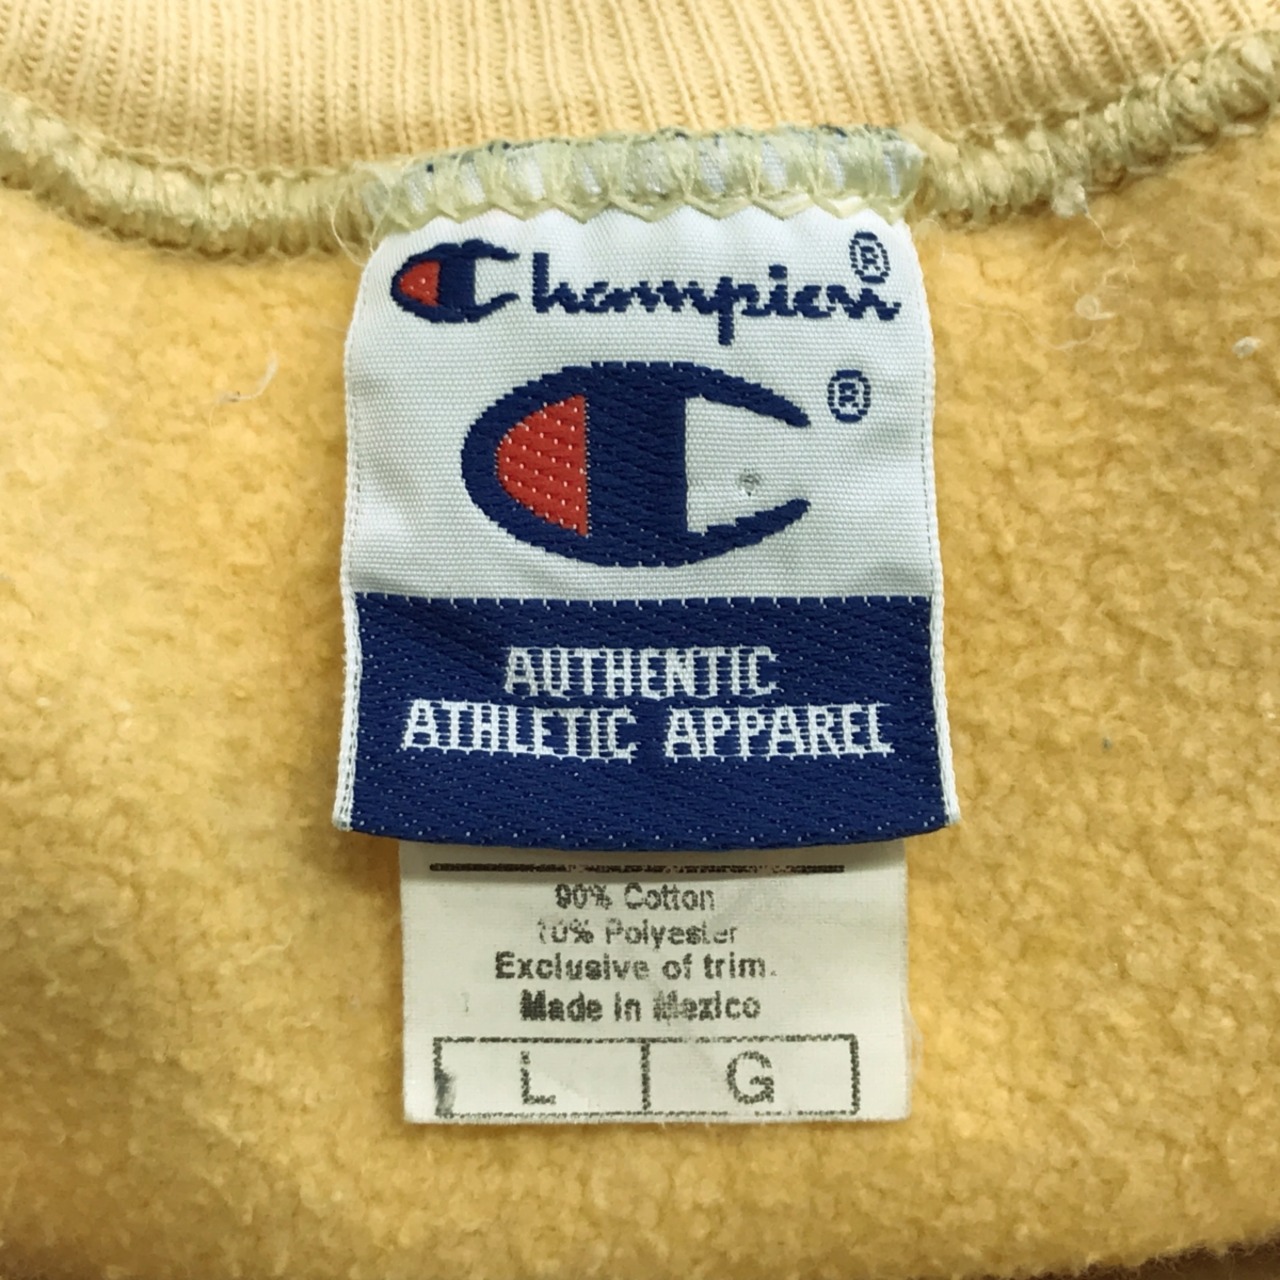 Champion®
®
AUTHENTIC
ATHLETIC APPAREL
90% Cotton
10% Polyester
Exclusive of trim.
Made in Mexico
L G